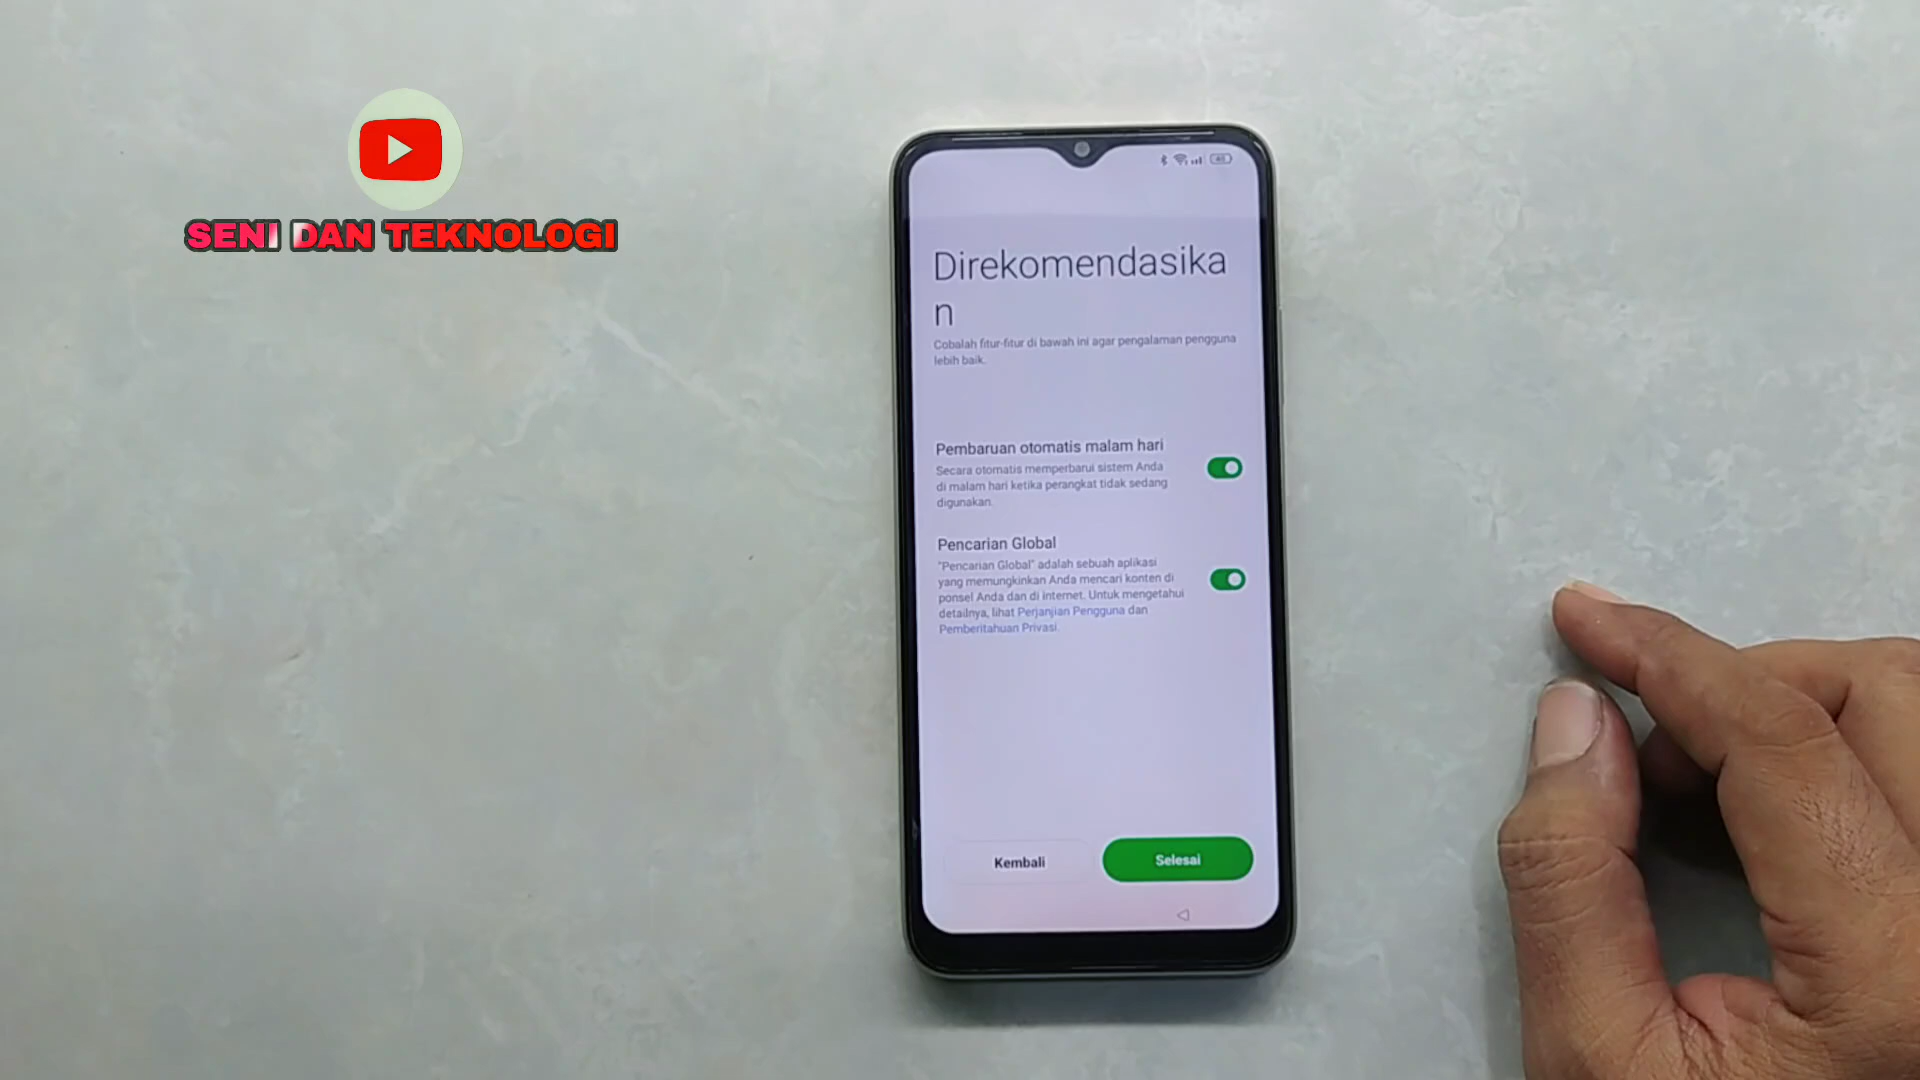 SENI DAN TEKNOLOGI
Direkomendasika
n
Cobalah fitur-fitur di bawah ini agar pengalaman pengguna
lebih baik.
Pembaruan otomatis malam hari
Secara otomatis memperbarui sistem Anda
di malam hari ketika perangkat tidak sedang
digunakan.
Pencarian Global
"Pencarian Global" adalah sebuah aplikasi
yang memungkinkan Anda mencari konten di
ponsel Anda dan di internet. Untuk mengetahui
detailnya, lihat Perjanjian Pengguna dan
Pemberitahuan Privasi.
Kembali
Selesai